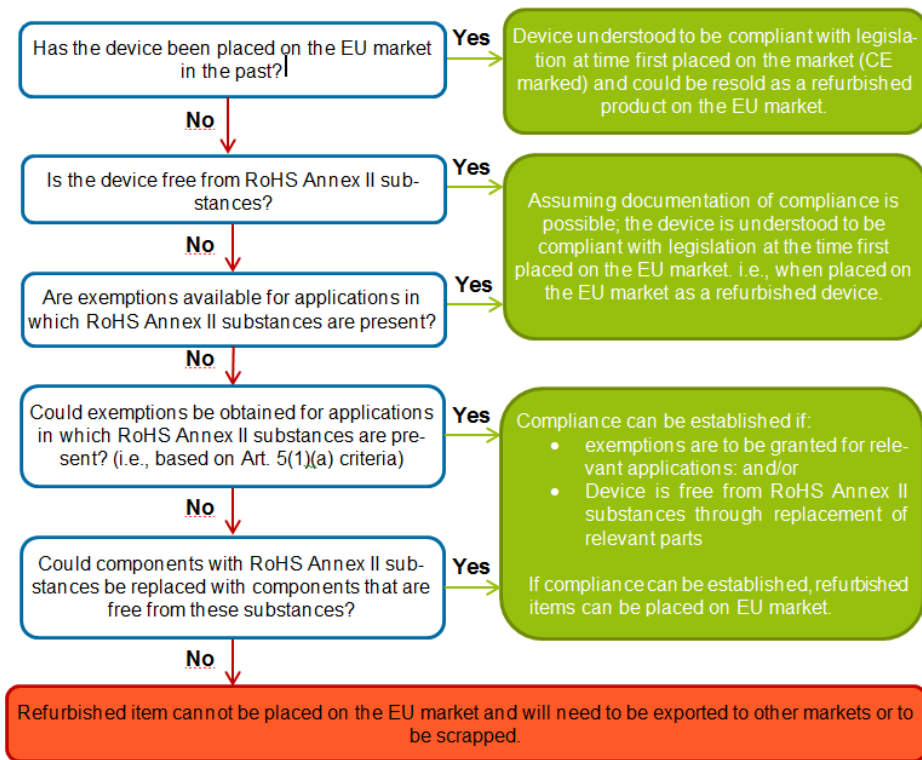 Has the device been placed on the EU market
in the past?
Yes
Device understood to be compliant with legisla-
tion at time first placed on the market (CE
marked) and could be resold as a refurbished
product on the EU market.
No
Is the device free from RoHS Annex II sub-
stances?
Yes
Assuming documentation of compliance is
possible; the device is understood to be
compliant with legislation at the time first
placed on the EU market. i.e., when placed on
the EU market as a refurbished device.
No
Are exemptions available for applications in
which RoHS Annex II substances are present?
Yes
No
Could exemptions be obtained for applications
in which RoHS Annex II substances are pre-
sent? (i.e., based on Art. 5(1)(a) criteria)
Yes
Compliance can be established if:
• exemptions are to be granted for rele-
vant applications: and/or
• Device is free from RoHS Annex II
substances through replacement of
relevant parts
If compliance can be established, refurbished
items can be placed on EU market.
No
Could components with RoHS Annex II sub-
stances be replaced with components that are
free from these substances?
Yes
No
Refurbished item cannot be placed on the EU market and will need to be exported to other markets or to
be scrapped.